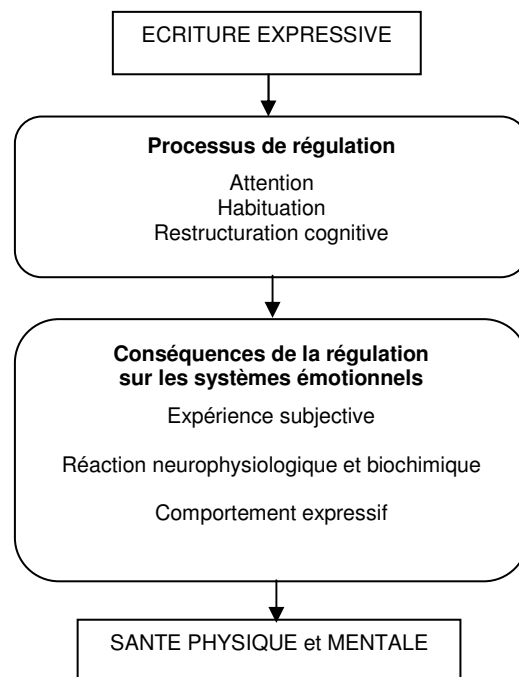 ECRITURE EXPRESSIVE
Processus de régulation
Attention
Habituation
Restructuration cognitive
Conséquences de la régulation
sur les systèmes émotionnels
Expérience subjective
Réaction neurophysiologique et biochimique
Comportement expressif
SANTE PHYSIQUE et MENTALE